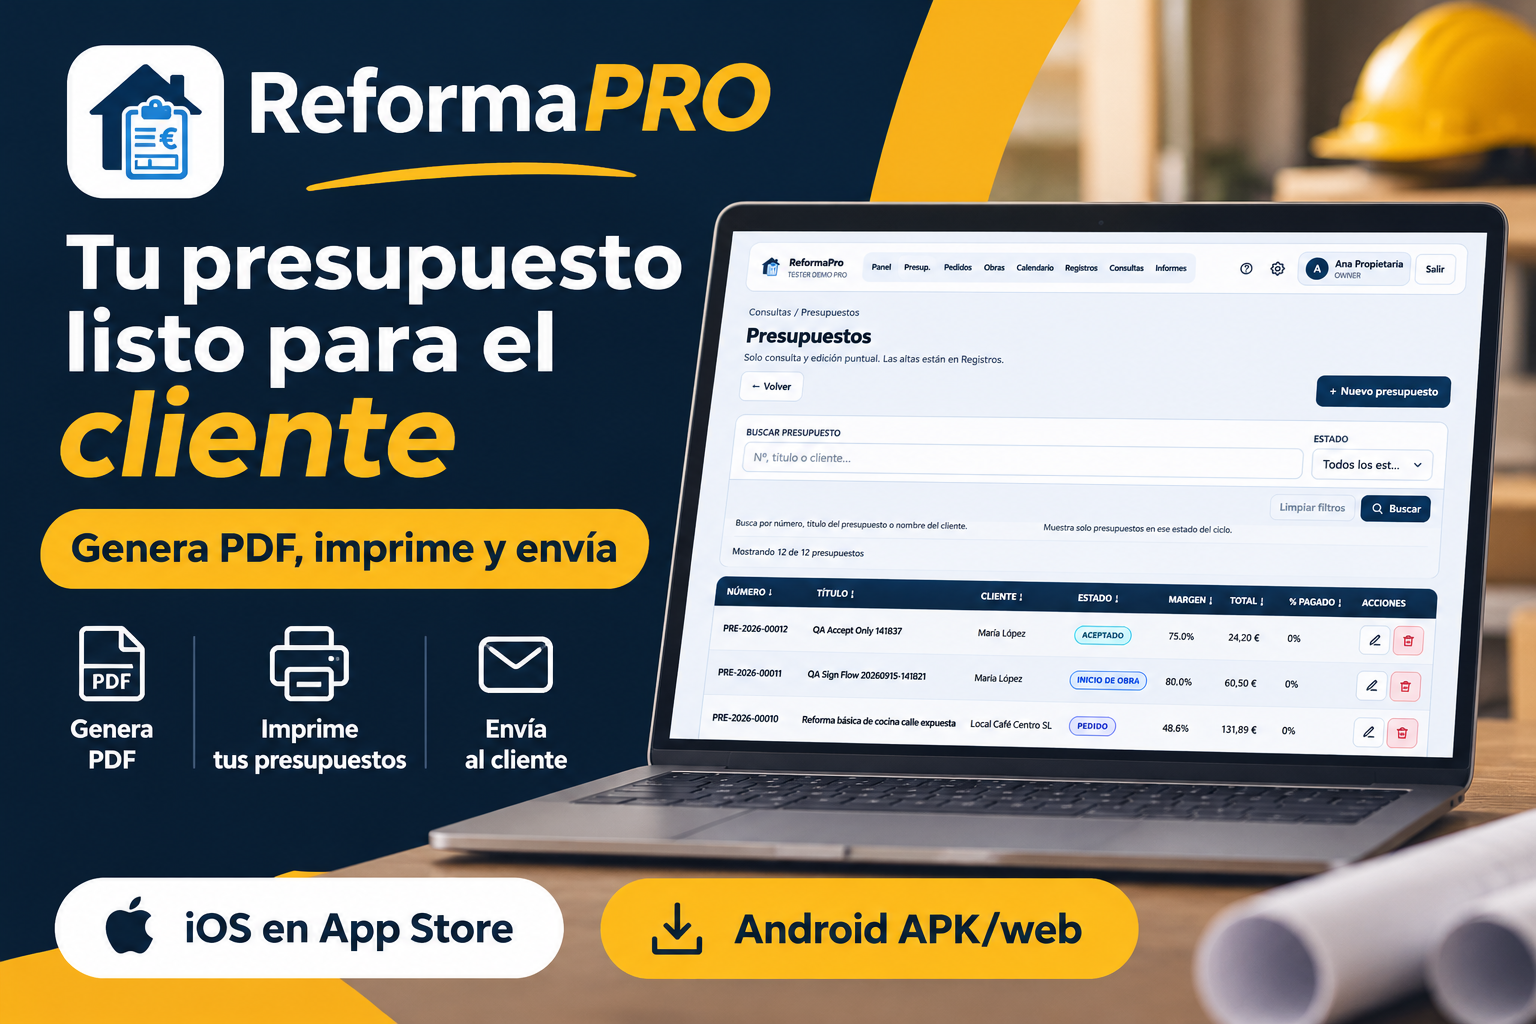 ReformaPRO
Tu presupuesto
listo para el
cliente
Genera PDF, imprime y envía
PDF
Genera
PDF
Imprime
tus presupuestos
Envía
al cliente
iOS en App Store
Android APK/web
ReformaPro
TESTER DEMO PRO
Panel Presup. Pedidos Obras Calendario Registros Consultas Informes
A
Ana Propietaria
OWNER
Salir
Consultas / Presupuestos
Presupuestos
Solo consulta y edición puntual. Las altas están en Registros.
← Volver
+ Nuevo presupuesto
BUSCAR PRESUPUESTO
Nº, título o cliente...
ESTADO
Todos los est...
Limpiar filtros
Buscar
Busca por número, título del presupuesto o nombre del cliente.
Muestra solo presupuestos en ese estado del ciclo.
Mostrando 12 de 12 presupuestos
NÚMERO ↓ TÍTULO ↓ CLIENTE ↓ ESTADO ↓ MARGEN ↓ TOTAL ↓ % PAGADO ↓ ACCIONES
PRE-2026-00012 QA Accept Only 141837 María López ACEPTADO 75.0% 24,20 € 0%
PRE-2026-00011 QA Sign Flow 20260915-141821 María López INICIO DE OBRA 80.0% 60,50 € 0%
PRE-2026-00010 Reforma básica de cocina calle expuesta Local Café Centro SL PEDIDO 48.6% 131,89 € 0%